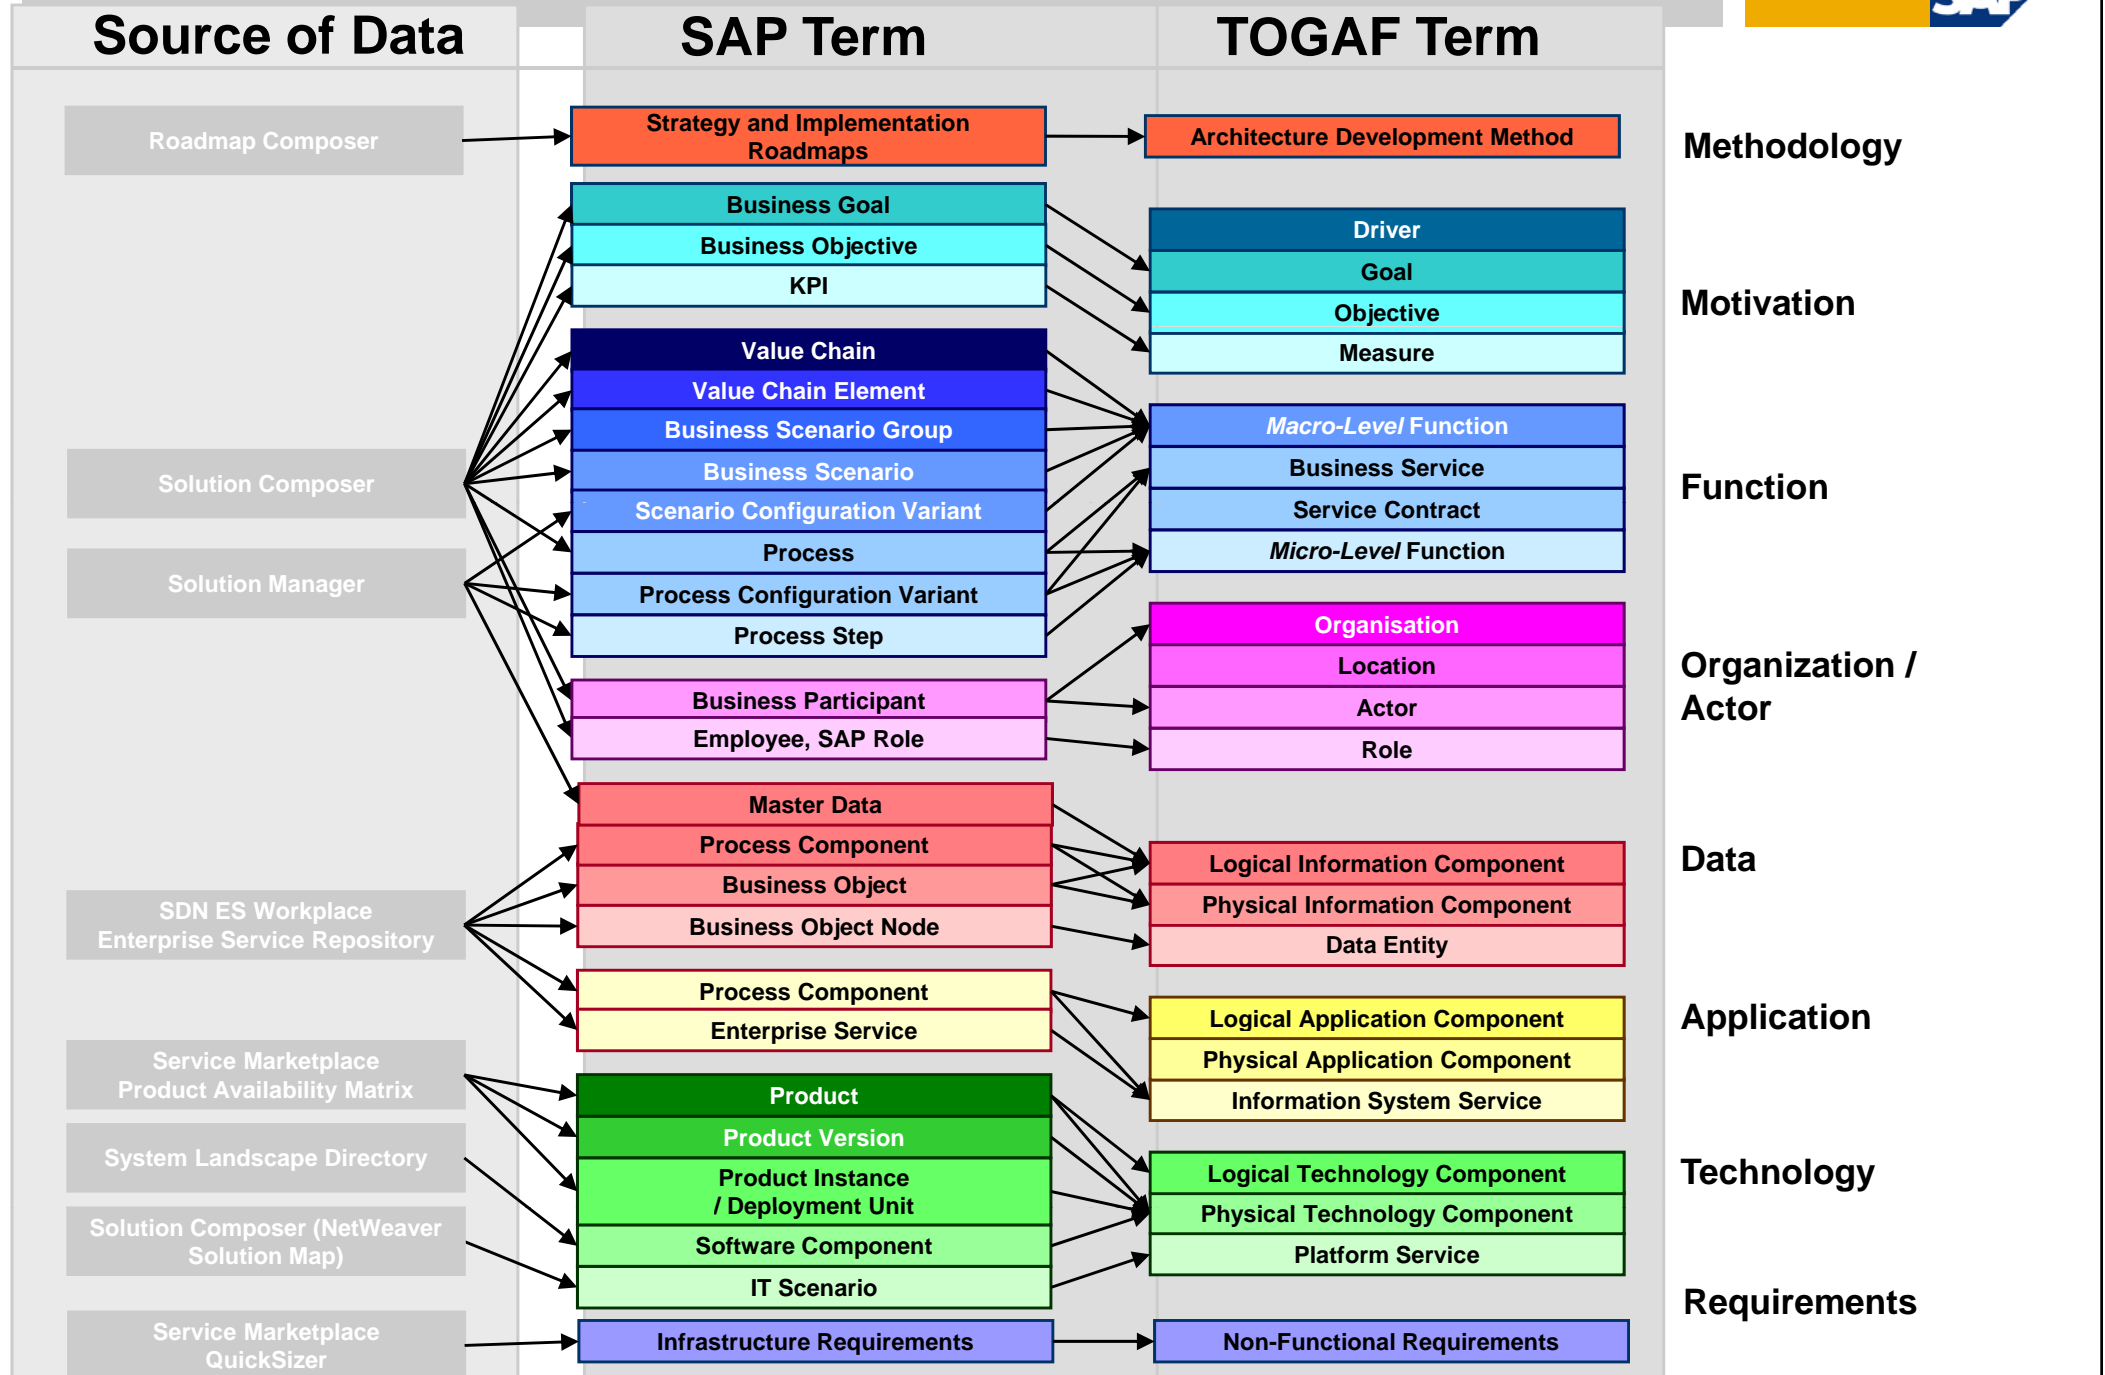 Source of Data
SAP Term
TOGAF Term
SAP
Roadmap Composer
Strategy and Implementation
Roadmaps
Architecture Development Method
Methodology
Business Goal
Business Objective
KPI
Driver
Goal
Objective
Measure
Motivation
Value Chain
Value Chain Element
Business Scenario Group
Business Scenario
Scenario Configuration Variant
Process
Process Configuration Variant
Process Step
Solution Composer
Solution Manager
Macro-Level Function
Business Service
Service Contract
Micro-Level Function
Function
Business Participant
Employee, SAP Role
Organisation
Location
Actor
Role
Organization /
Actor
Master Data
Process Component
Business Object
Business Object Node
Logical Information Component
Physical Information Component
Data Entity
Data
SDN ES Workplace
Enterprise Service Repository
Process Component
Enterprise Service
Logical Application Component
Physical Application Component
Information System Service
Application
Service Marketplace
Product Availability Matrix
System Landscape Directory
Solution Composer (NetWeaver
Solution Map)
Product
Product Version
Product Instance
/ Deployment Unit
Software Component
IT Scenario
Logical Technology Component
Physical Technology Component
Platform Service
Technology
Requirements
Service Marketplace
QuickSizer
Infrastructure Requirements
Non-Functional Requirements